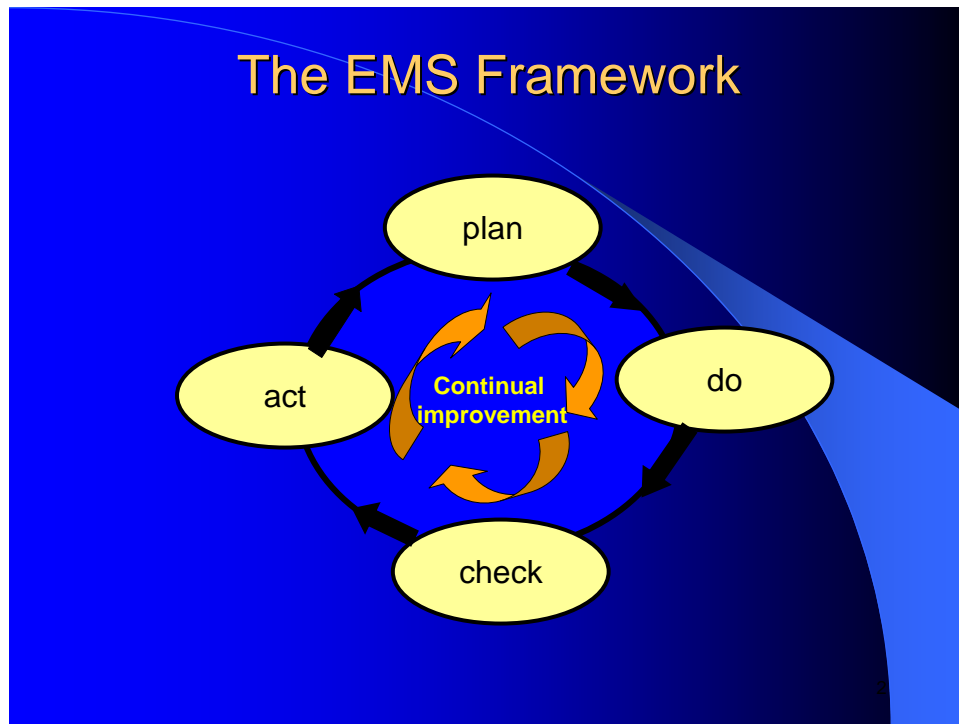 The EMS Framework
plan
do
Continual
improvement
act
check